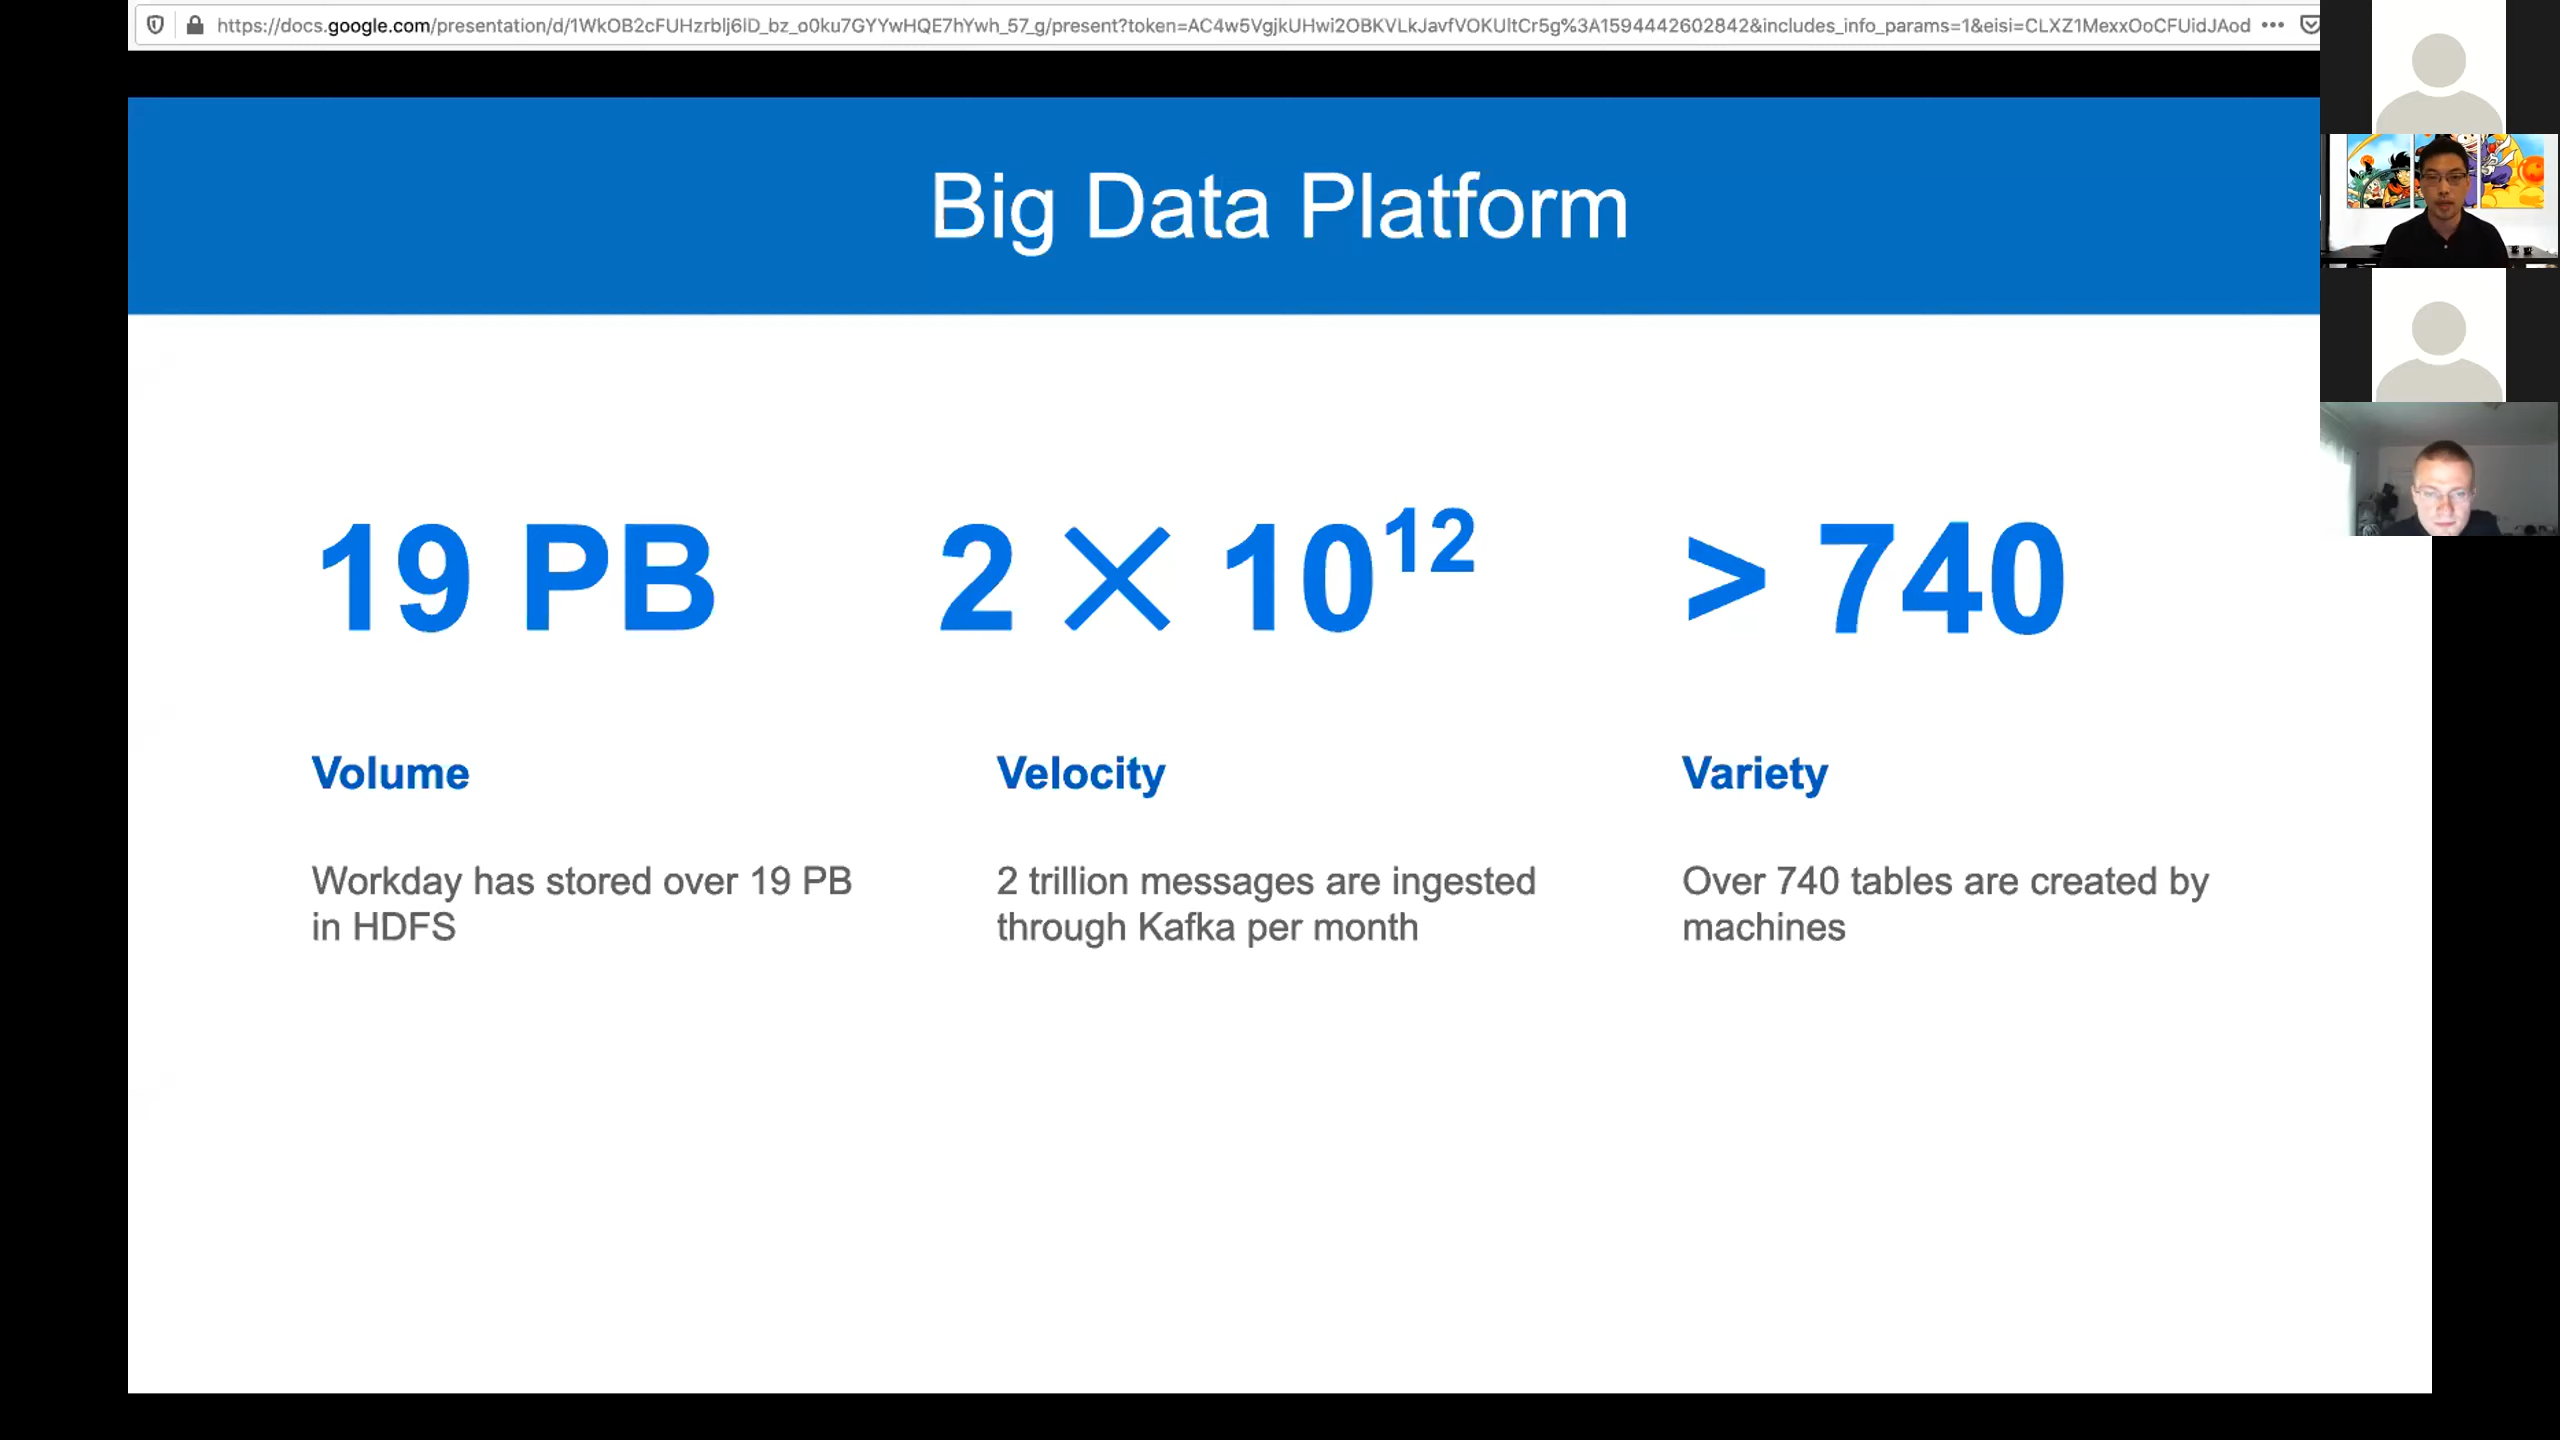 https://docs.google.com/presentation/d/1WkOB2cFUHzrblj6iD_bz_o0ku7GYYwHQE7hYwh_57_g/present?token=AC4w5VgjkUHwi2OBKVLkJavfVOKUltCr5g%3A1594442602842&includes_info_params=1&eisi=CLXZ1MexxOoCFUidJAod
Big Data Platform
19 PB
2 × 10¹²
> 740
Volume
Velocity
Variety
Workday has stored over 19 PB
in HDFS
2 trillion messages are ingested
through Kafka per month
Over 740 tables are created by
machines